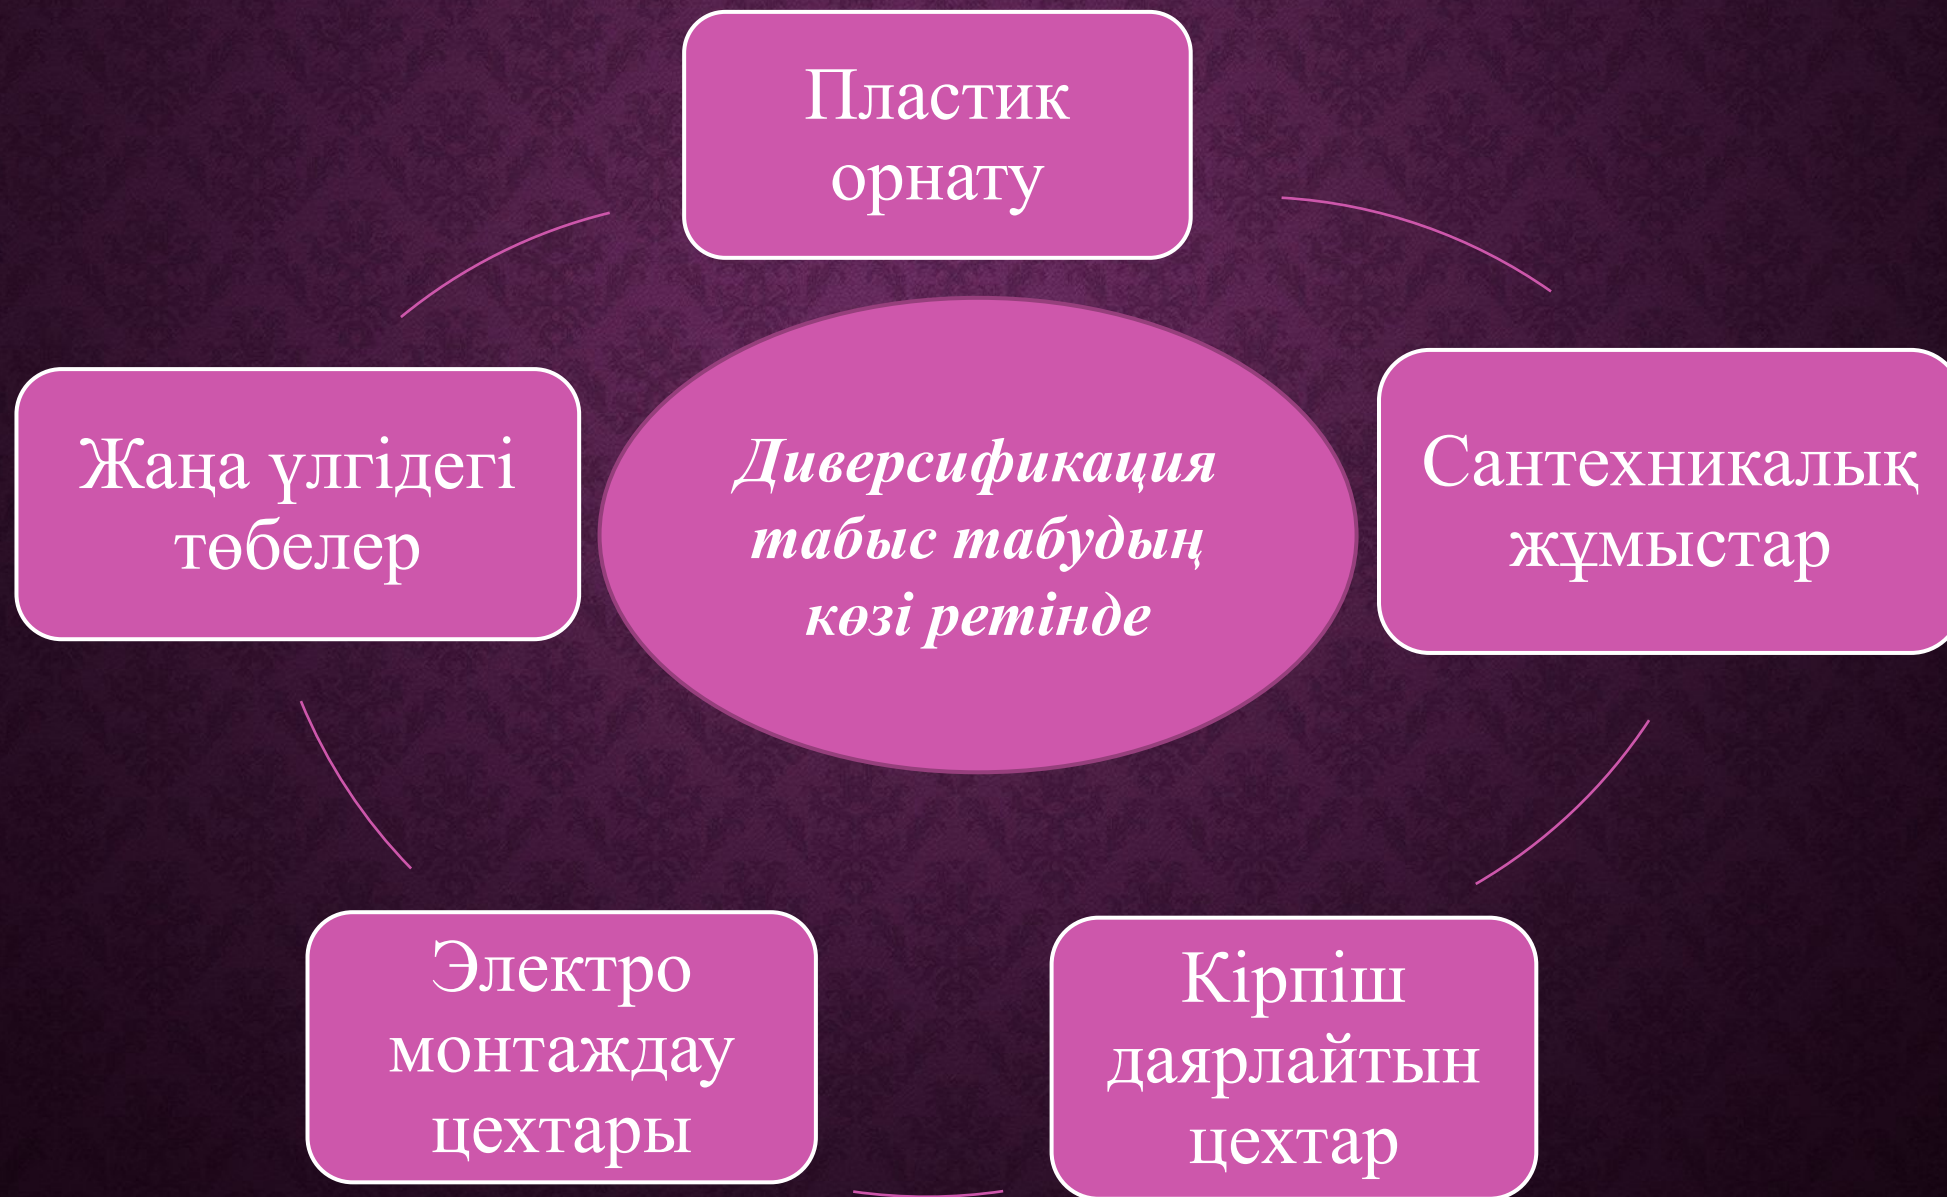 Пластик
орнату
Жаңа үлгідегі
төбелер
Диверсификация
табыс табудың
көзі ретінде
Сантехникалық
жұмыстар
Электро
монтаждау
цехтары
Кірпіш
даярлайтын
цехтар